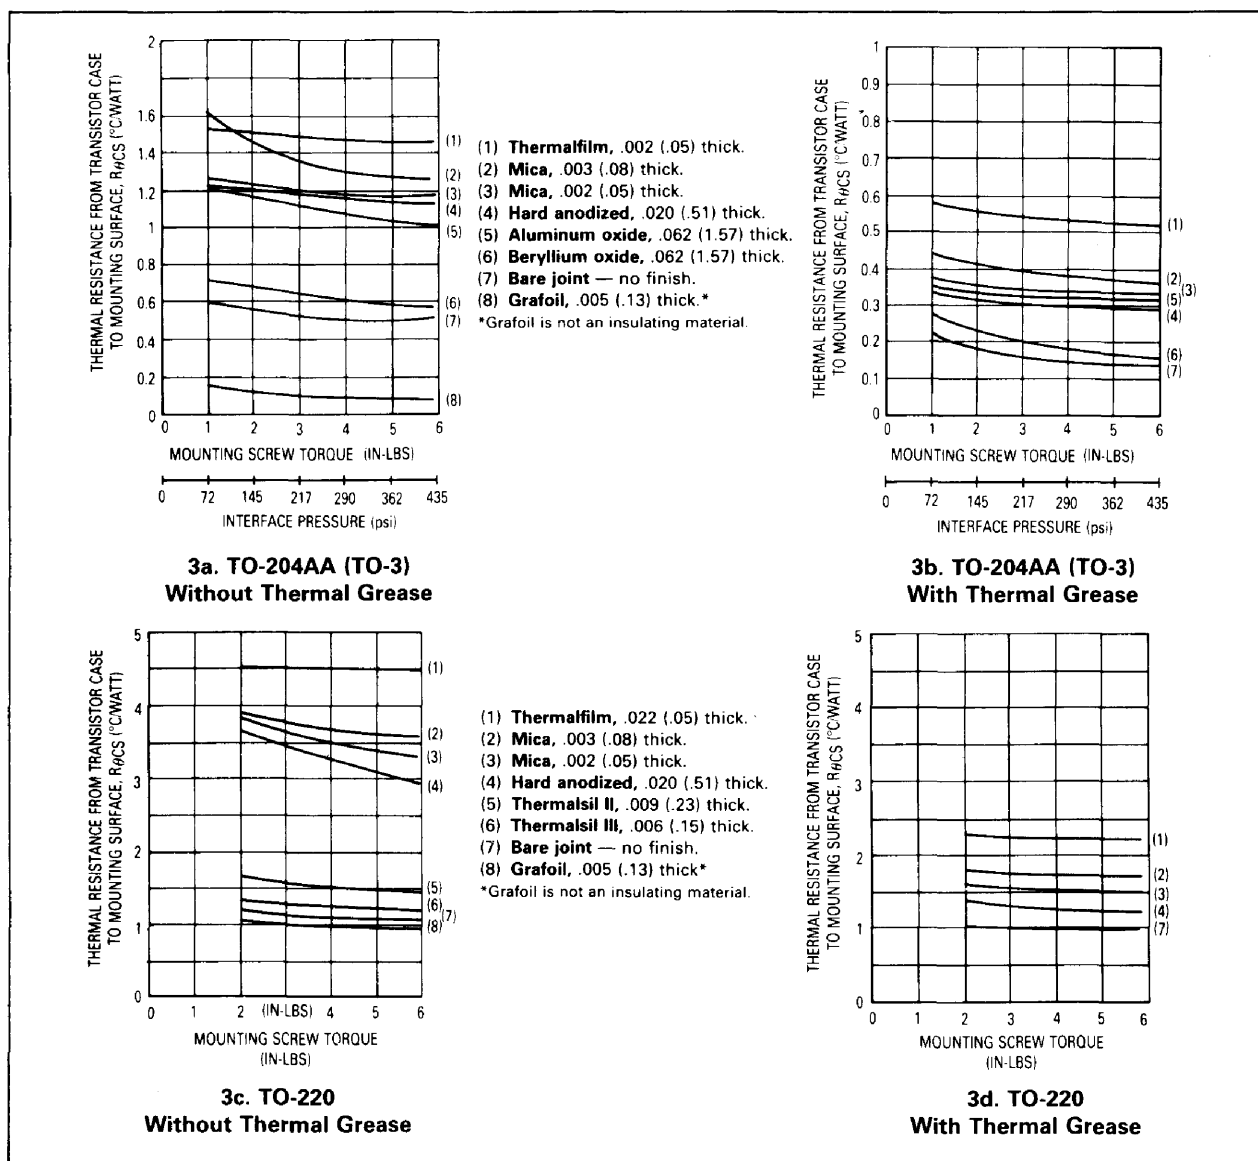 THERMAL RESISTANCE FROM TRANSISTOR CASE
TO MOUNTING SURFACE, RθCS (°C/WATT)
2
1.6
1.4
1.2
1
0.8
0.6
0.4
0.2
0
(1)
(2)
(3)
(4)
(5)
(6)
(7)
(8)
0 1 2 3 4 5 6
MOUNTING SCREW TORQUE (IN-LBS)
0 72 145 217 290 362 435
INTERFACE PRESSURE (psi)
3a. TO-204AA (TO-3)
Without Thermal Grease
(1) Thermalfilm, .002 (.05) thick.
(2) Mica, .003 (.08) thick.
(3) Mica, .002 (.05) thick.
(4) Hard anodized, .020 (.51) thick.
(5) Aluminum oxide, .062 (1.57) thick.
(6) Beryllium oxide, .062 (1.57) thick.
(7) Bare joint — no finish.
(8) Grafoil, .005 (.13) thick.*
*Grafoil is not an insulating material.
THERMAL RESISTANCE FROM TRANSISTOR CASE
TO MOUNTING SURFACE, RθCS (°C/WATT)
1
0.9
0.8
0.7
0.6
0.5
0.4
0.3
0.2
0.1
0
(1)
(2)
(3)
(5)
(4)
(6)
(7)
0 1 2 3 4 5 6
MOUNTING SCREW TORQUE (IN-LBS)
0 72 145 217 290 362 435
INTERFACE PRESSURE (psi)
3b. TO-204AA (TO-3)
With Thermal Grease
THERMAL RESISTANCE FROM TRANSISTOR CASE
TO MOUNTING SURFACE, RθCS (°C/WATT)
5
4
3
2
1
0
(1)
(2)
(3)
(4)
(5)
(6)
(7)
(8)
0 1 2 (IN-LBS) 4 5 6
MOUNTING SCREW TORQUE
(IN-LBS)
3c. TO-220
Without Thermal Grease
(1) Thermalfilm, .022 (.05) thick.
(2) Mica, .003 (.08) thick.
(3) Mica, .002 (.05) thick.
(4) Hard anodized, .020 (.51) thick.
(5) Thermalsil II, .009 (.23) thick.
(6) Thermalsil III, .006 (.15) thick.
(7) Bare joint — no finish.
(8) Grafoil, .005 (.13) thick*
*Grafoil is not an insulating material.
THERMAL RESISTANCE FROM TRANSISTOR CASE
TO MOUNTING SURFACE, RθCS (°C/WATT)
5
4
3
2
1
0
(1)
(2)
(3)
(4)
(7)
0 1 2 3 4 5 6
MOUNTING SCREW TORQUE
(IN-LBS)
3d. TO-220
With Thermal Grease